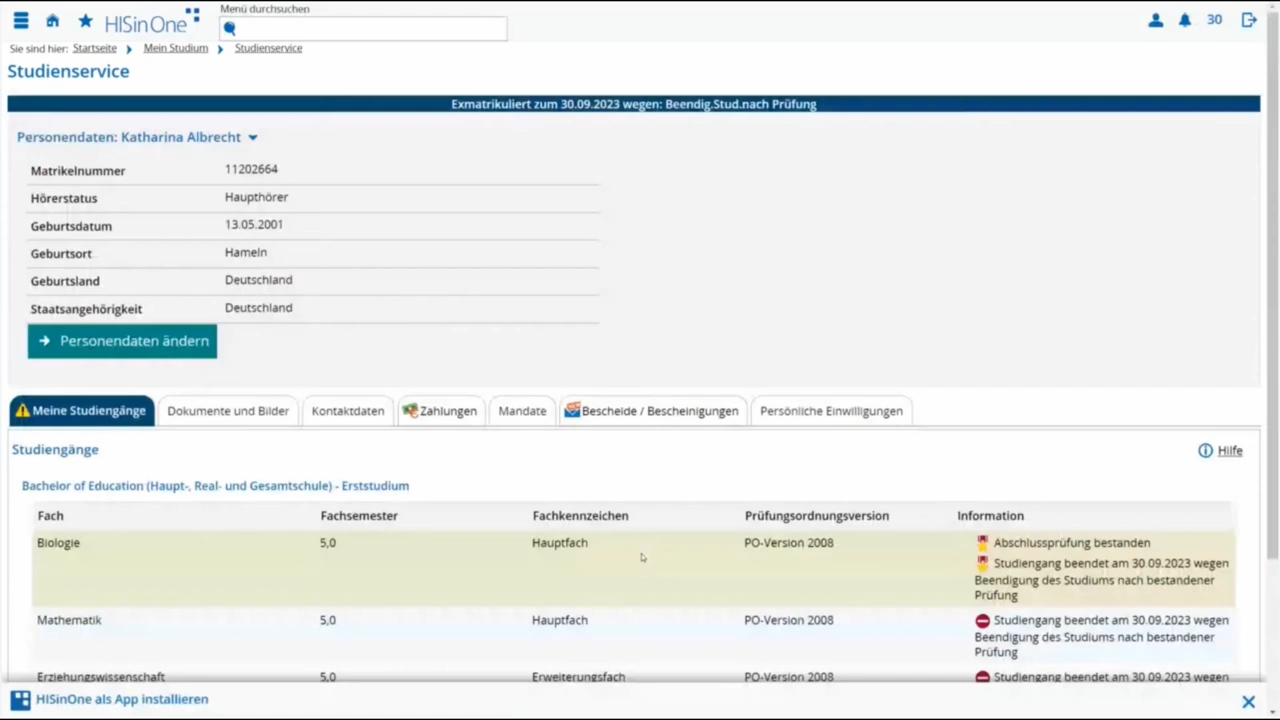 Menü durchsuchen
HISinOne
30
Sie sind hier: Startseite Mein Studium Studienservice
Studienservice
Exmatrikuliert zum 30.09.2023 wegen: Beendig.Stud.nach Prüfung
Personendaten: Katharina Albrecht
Matrikelnummer 11202664
Hörerstatus Haupthörer
Geburtsdatum 13.05.2001
Geburtsort Hameln
Geburtsland Deutschland
Staatsangehörigkeit Deutschland
Personendaten ändern
Meine Studiengänge Dokumente und Bilder Kontaktdaten Zahlungen Mandate Bescheide / Bescheinigungen Persönliche Einwilligungen
Studiengänge Hilfe
Bachelor of Education (Haupt-, Real- und Gesamtschule) - Erststudium
Fach Fachsemester Fachkennzeichen Prüfungsordnungsversion Information
Biologie 5,0 Hauptfach PO-Version 2008 Abschlussprüfung bestanden
Studiengang beendet am 30.09.2023 wegen
Beendigung des Studiums nach bestandener
Prüfung
Mathematik 5,0 Hauptfach PO-Version 2008 Studiengang beendet am 30.09.2023 wegen
Beendigung des Studiums nach bestandener
Prüfung
Erziehungswissenschaft 5,0 Erweiterungsfach PO-Version 2008 Studiengang beendet am 30.09.2023 wegen
HISinOne als App installieren